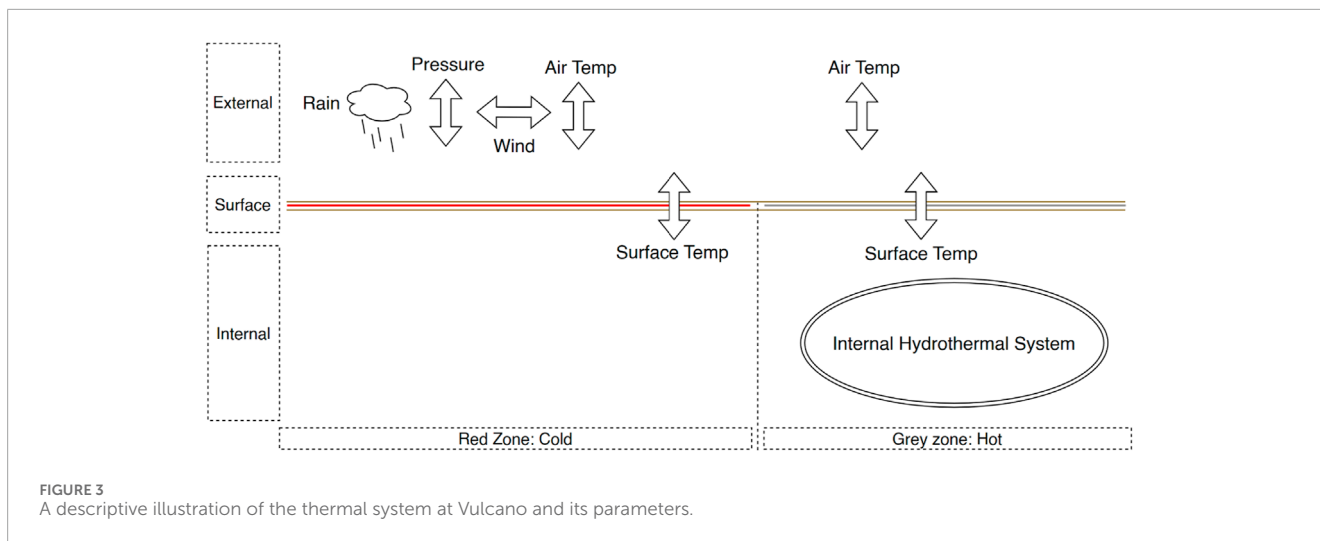 External
Rain
Pressure
Wind
Air Temp
Air Temp
Surface
Surface Temp
Surface Temp
Internal
Internal Hydrothermal System
Red Zone: Cold
Grey zone: Hot
FIGURE 3
A descriptive illustration of the thermal system at Vulcano and its parameters.